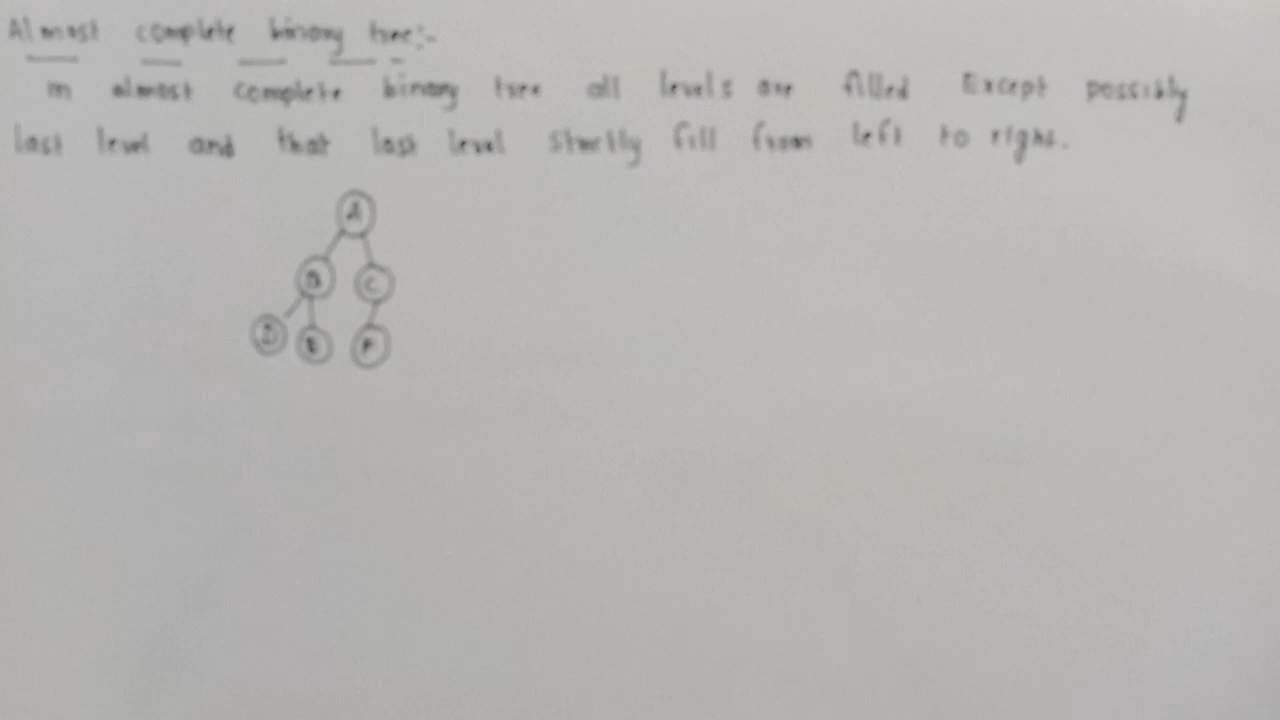 Almost complete binary tree:-
In almost complete binary tree all levels are filled Except possibly
last level and that last level strictly fill from left to right.
A
B C
D E F